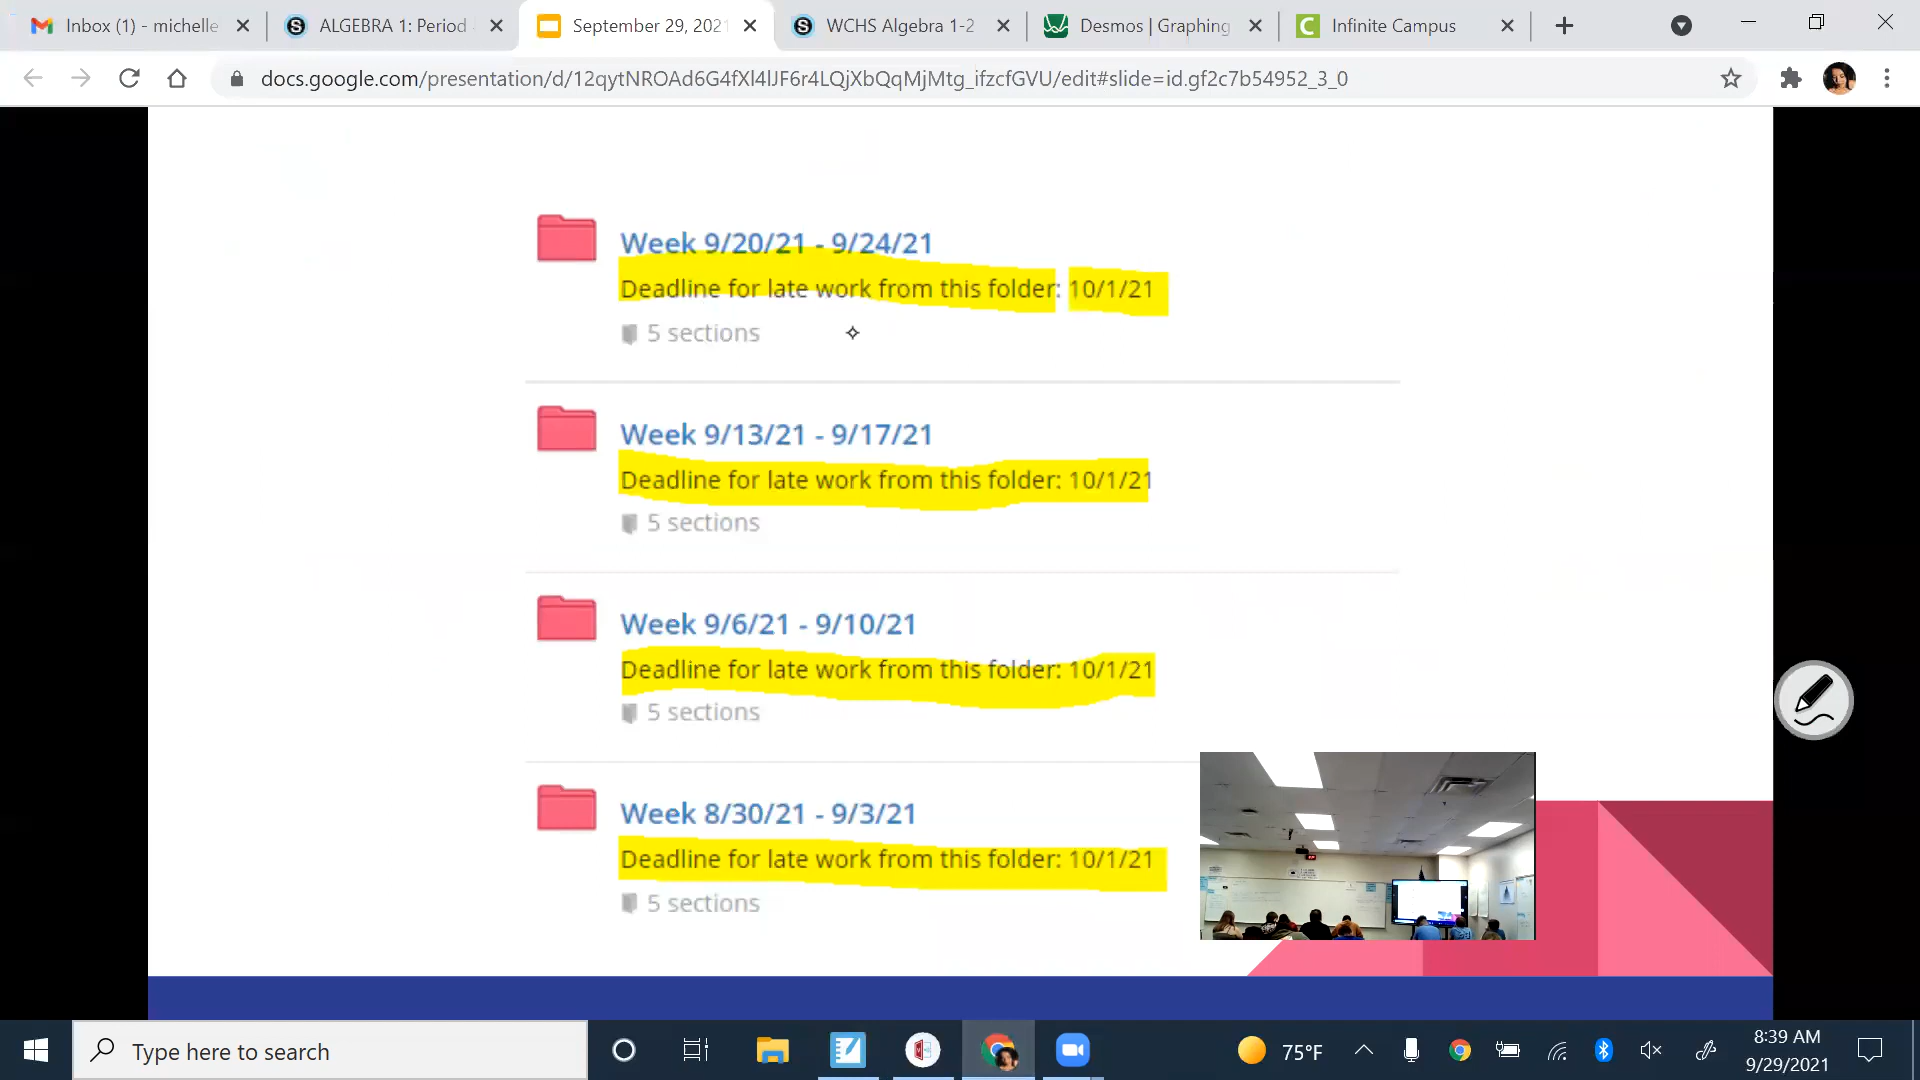 Inbox (1) - michelle
ALGEBRA 1: Period
September 29, 2021
WCHS Algebra 1-2
Desmos | Graphing
Infinite Campus
docs.google.com/presentation/d/12qytNROAd6G4fXl4lJF6r4LQjXbQqMjMtg_ifzcfGVU/edit#slide=id.gf2c7b54952_3_0
Week 9/20/21 - 9/24/21
Deadline for late work from this folder: 10/1/21
5 sections
Week 9/13/21 - 9/17/21
Deadline for late work from this folder: 10/1/21
5 sections
Week 9/6/21 - 9/10/21
Deadline for late work from this folder: 10/1/21
5 sections
Week 8/30/21 - 9/3/21
Deadline for late work from this folder: 10/1/21
5 sections
Type here to search
75°F
8:39 AM
9/29/2021